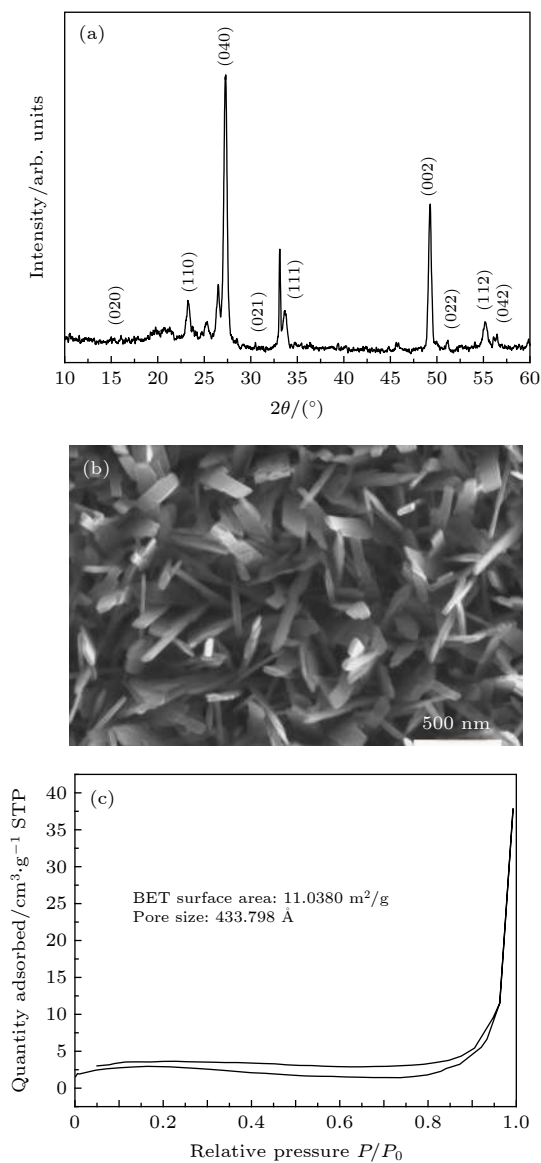 (a)
(040)
(002)
(110)
(111)
(112)
(020)
(021)
(022)
(042)
Intensity/arb. units
10 15 20 25 30 35 40 45 50 55 60
2θ/(°)
(b)
500 nm
(c)
40
35
30
25
20
15
10
5
0
Quantity adsorbed/cm³·g⁻¹ STP
BET surface area: 11.0380 m²/g
Pore size: 433.798 Å
0 0.2 0.4 0.6 0.8 1.0
Relative pressure P/P₀